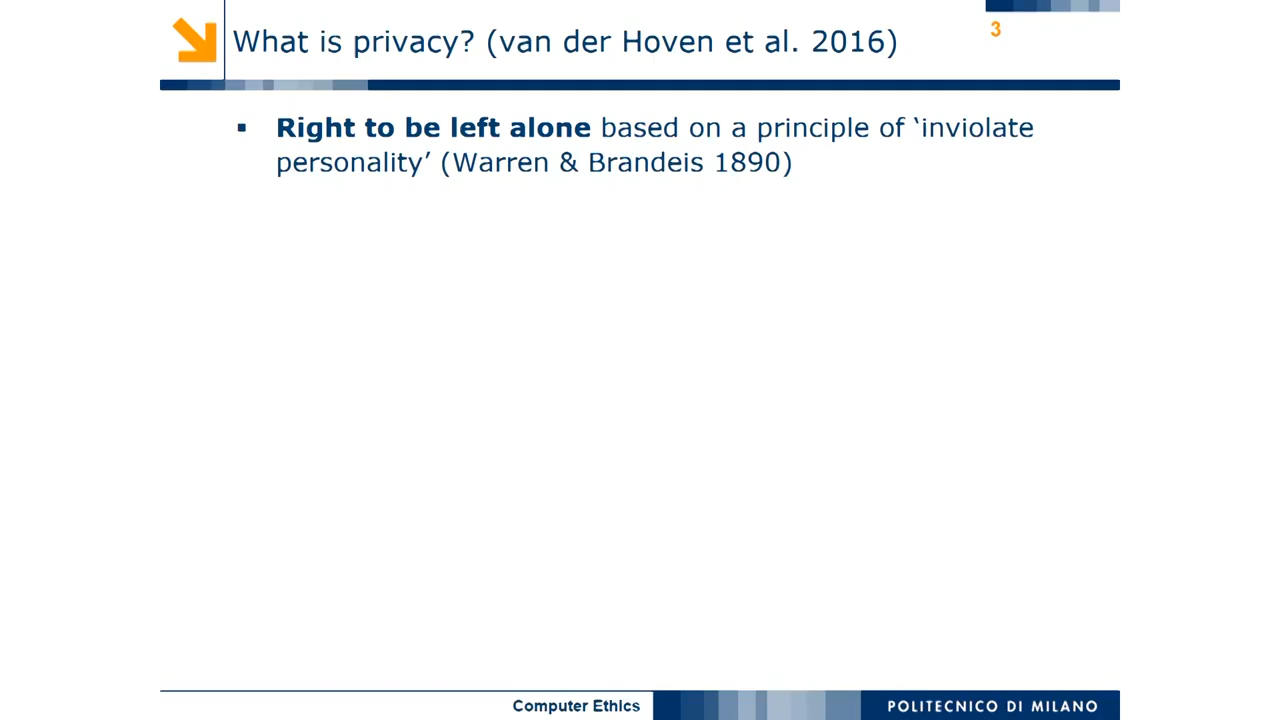 What is privacy? (van der Hoven et al. 2016)
3
▪ Right to be left alone based on a principle of ‘inviolate
personality’ (Warren & Brandeis 1890)
Computer Ethics
POLITECNICO DI MILANO